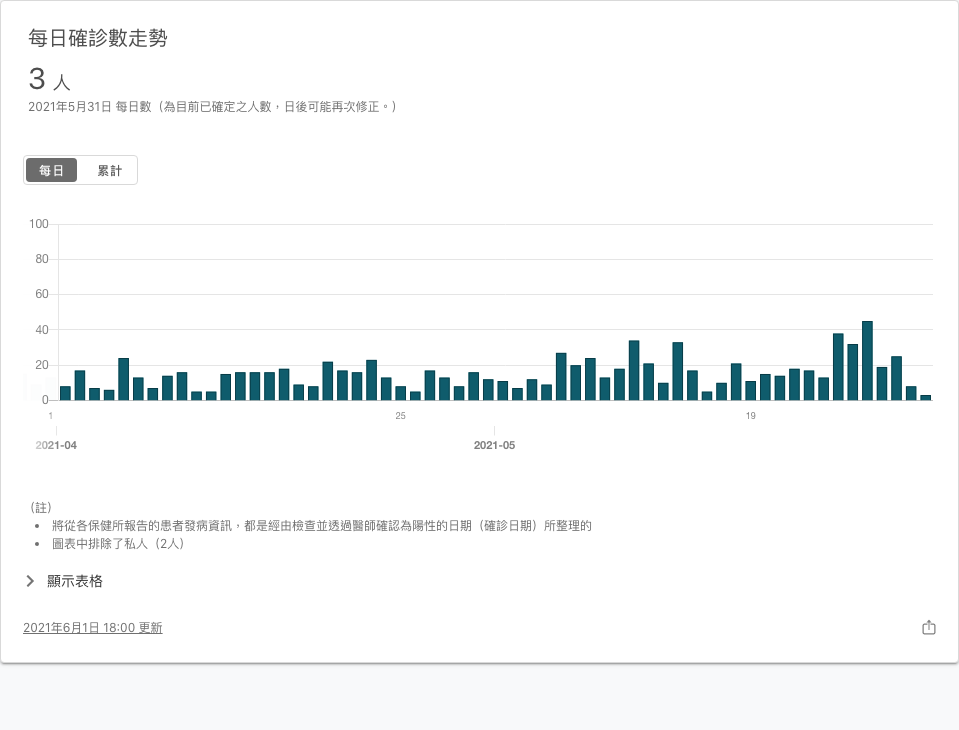 每日確診數走勢
3 人
2021年5月31日 每日數（為目前已確定之人數，日後可能再次修正。）
每日 累計
100
80
60
40
20
0
1 25 19
2021-04 2021-05
（註）
• 將從各保健所報告的患者發病資訊，都是經由檢查並透過醫師確認為陽性的日期（確診日期）所整理的
• 圖表中排除了私人（2人）
顯示表格
2021年6月1日 18:00 更新